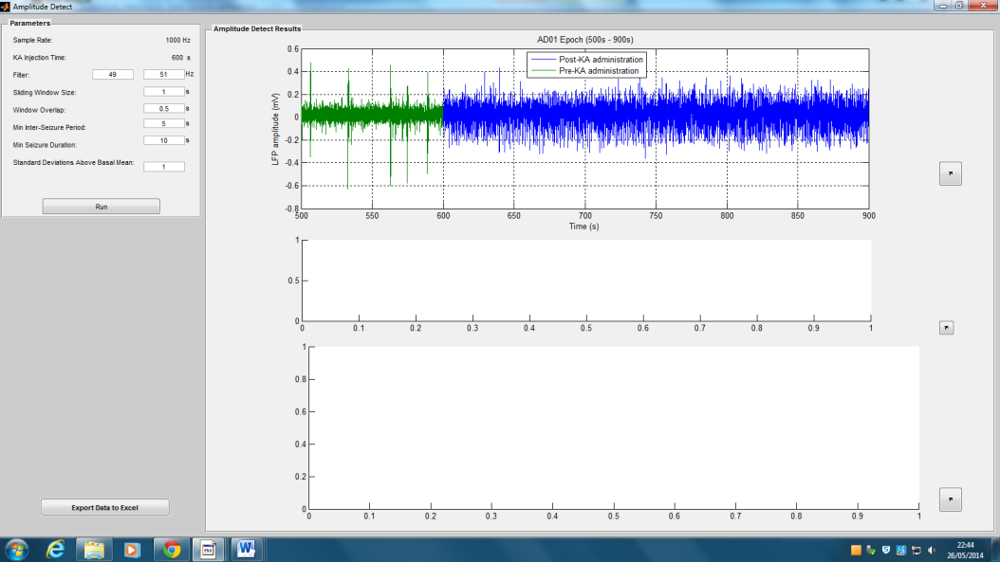 Amplitude Detect
Parameters
Sample Rate: 1000 Hz
KA Injection Time: 600 s
Filter: 49 51 Hz
Sliding Window Size: 1 s
Window Overlap: 0.5 s
Min Inter-Seizure Period: 5 s
Min Seizure Duration: 10 s
Standard Deviations Above Basal Mean: 1
Run
Export Data to Excel
Amplitude Detect Results
AD01 Epoch (500s - 900s)
Post-KA administration
Pre-KA administration
LFP amplitude (mV)
0.6
0.4
0.2
0
-0.2
-0.4
-0.6
-0.8
500 550 600 650 700 750 800 850 900
Time (s)
1
0.5
0
0 0.1 0.2 0.3 0.4 0.5 0.6 0.7 0.8 0.9 1
1
0.8
0.6
0.4
0.2
0
0 0.1 0.2 0.3 0.4 0.5 0.6 0.7 0.8 0.9 1
22:44
26/05/2014